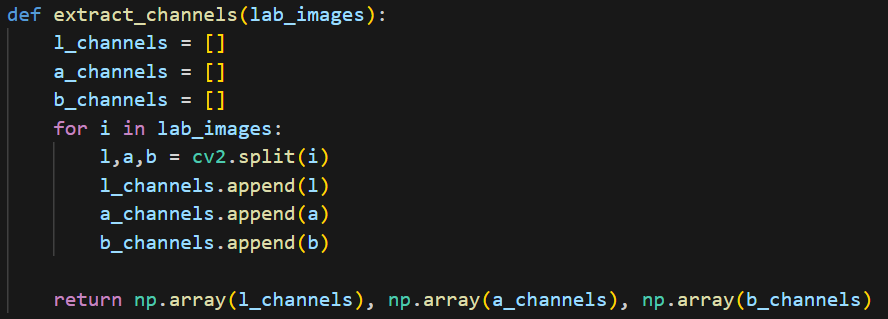 def extract_channels(lab_images):
    l_channels = []
    a_channels = []
    b_channels = []
    for i in lab_images:
        l,a,b = cv2.split(i)
        l_channels.append(l)
        a_channels.append(a)
        b_channels.append(b)

    return np.array(l_channels), np.array(a_channels), np.array(b_channels)